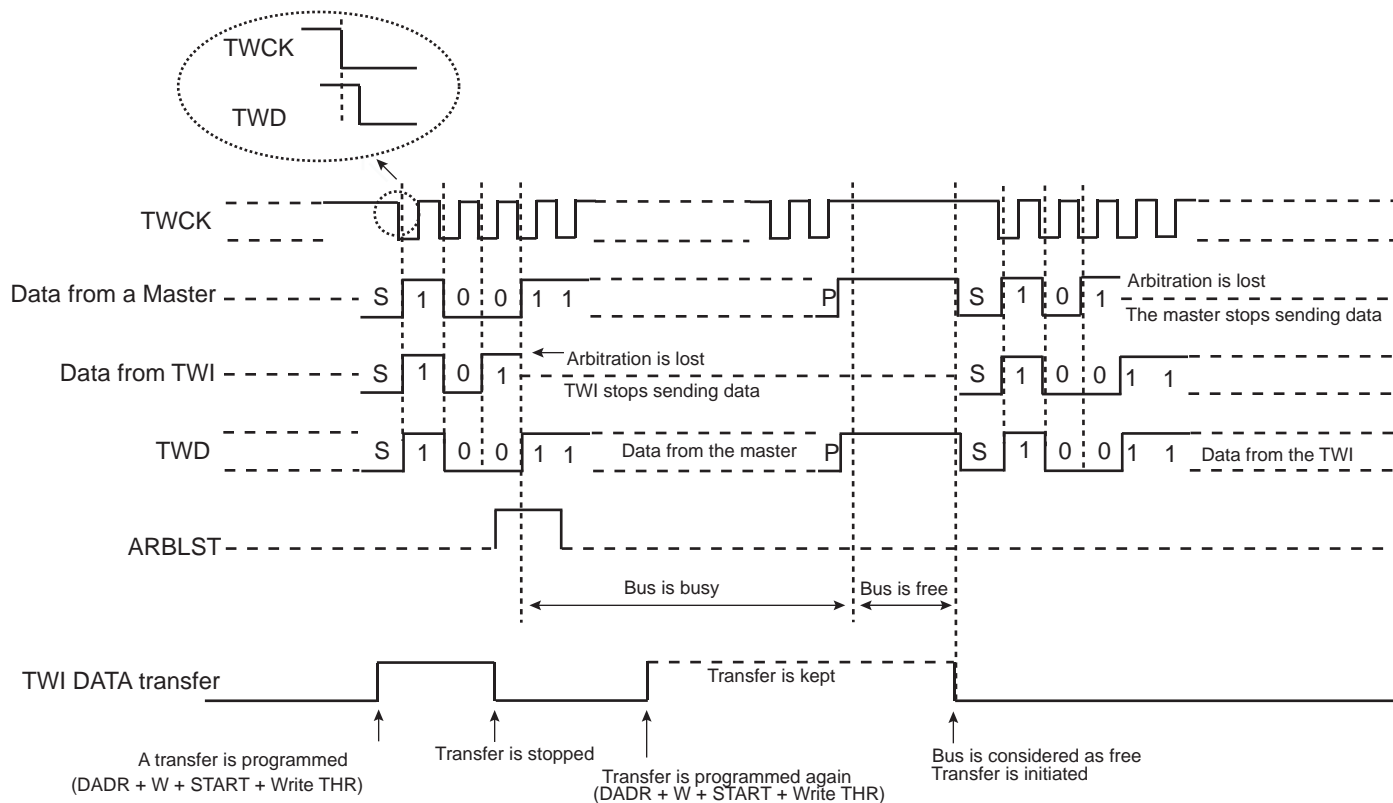 TWCK
TWD
TWCK
Data from a Master
S 1 0 0 1 1
P
S 1 0 1
Arbitration is lost
The master stops sending data
Data from TWI
S 1 0 1
Arbitration is lost
TWI stops sending data
S 1 0 0 1 1
TWD
S 1 0 0 1 1
Data from the master
P
S 1 0 0 1 1
Data from the TWI
ARBLST
Bus is busy
Bus is free
TWI DATA transfer
Transfer is kept
A transfer is programmed
(DADR + W + START + Write THR)
Transfer is stopped
Transfer is programmed again
(DADR + W + START + Write THR)
Bus is considered as free
Transfer is initiated